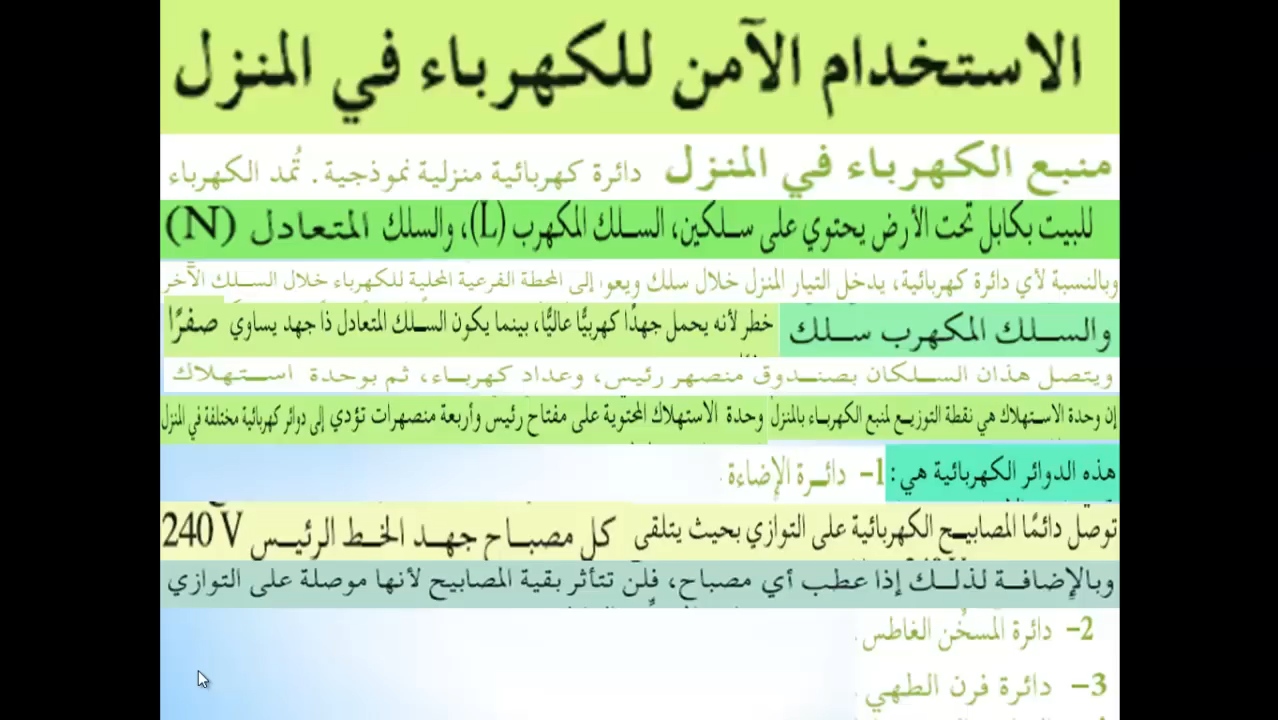 الاستخدام الآمن للكهرباء في المنزل
منبع الكهرباء في المنزل دائرة كهربائية منزلية نموذجية. تُمد الكهرباء
للبيت بكابل تحت الأرض يحتوي على سلكين، السلك المكهرب (L)، والسلك المتعادل (N)
وبالنسبة لأي دائرة كهربائية، يدخل التيار المنزل خلال سلك ويعو إلى المحطة الفرعية المحلية للكهرباء خلال السلك الآخر
والسلك المكهرب سلك خطر لأنه يحمل جهدًا كهربيًّا عاليًّا، بينما يكون السلك المتعادل ذا جهد يساوي صفرًا
ويتصل هذان السلكان بصندوق منصهر رئيس، وعداد كهرباء، ثم بوحدة استهلاك
إن وحدة الاستهلاك هي نقطة التوزيع لمنبع الكهرباء بالمنزل وحدة الاستهلاك المحتوية على مفتاح رئيس وأربعة منصهرات تؤدي إلى دوائر كهربائية مختلفة في المنزل
هذه الدوائر الكهربائية هي: 1- دائرة الإضاءة.
توصل دائمًا المصابيح الكهربائية على التوازي بحيث يتلقى كل مصباح جهد الخط الرئيس 240 V
وبالإضافة لذلك إذا عطب أي مصباح، فلن تتأثر بقية المصابيح لأنها موصلة على التوازي
2- دائرة المسخُن الغاطس.
3- دائرة فرن الطهي.